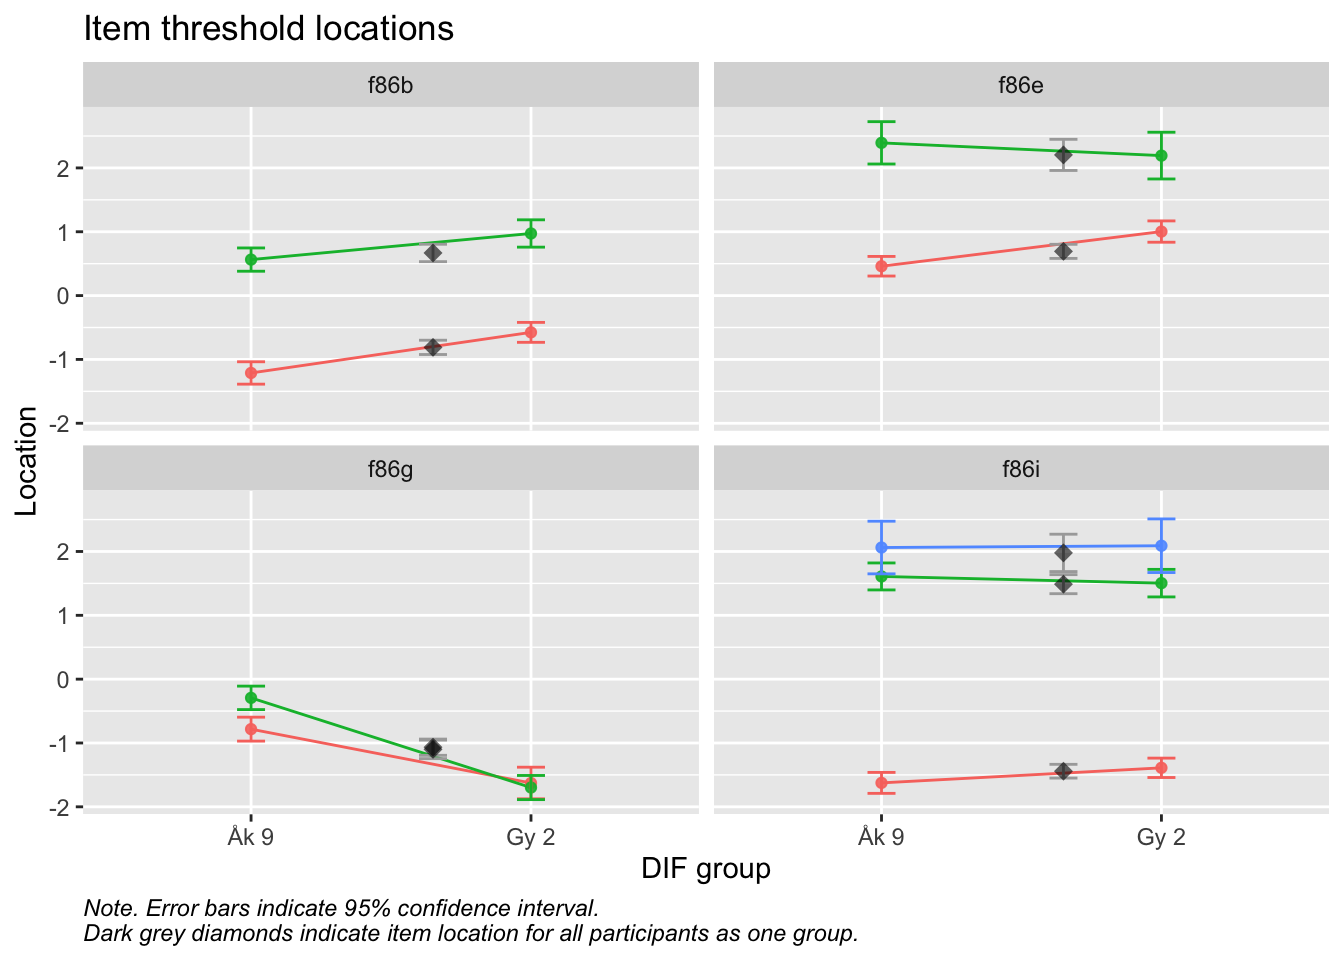 Item threshold locations
f86b
f86e
2
1
0
-1
-2
Location
f86g
f86i
2
1
0
-1
-2
Åk 9
Gy 2
Åk 9
Gy 2
DIF group
Note. Error bars indicate 95% confidence interval.
Dark grey diamonds indicate item location for all participants as one group.